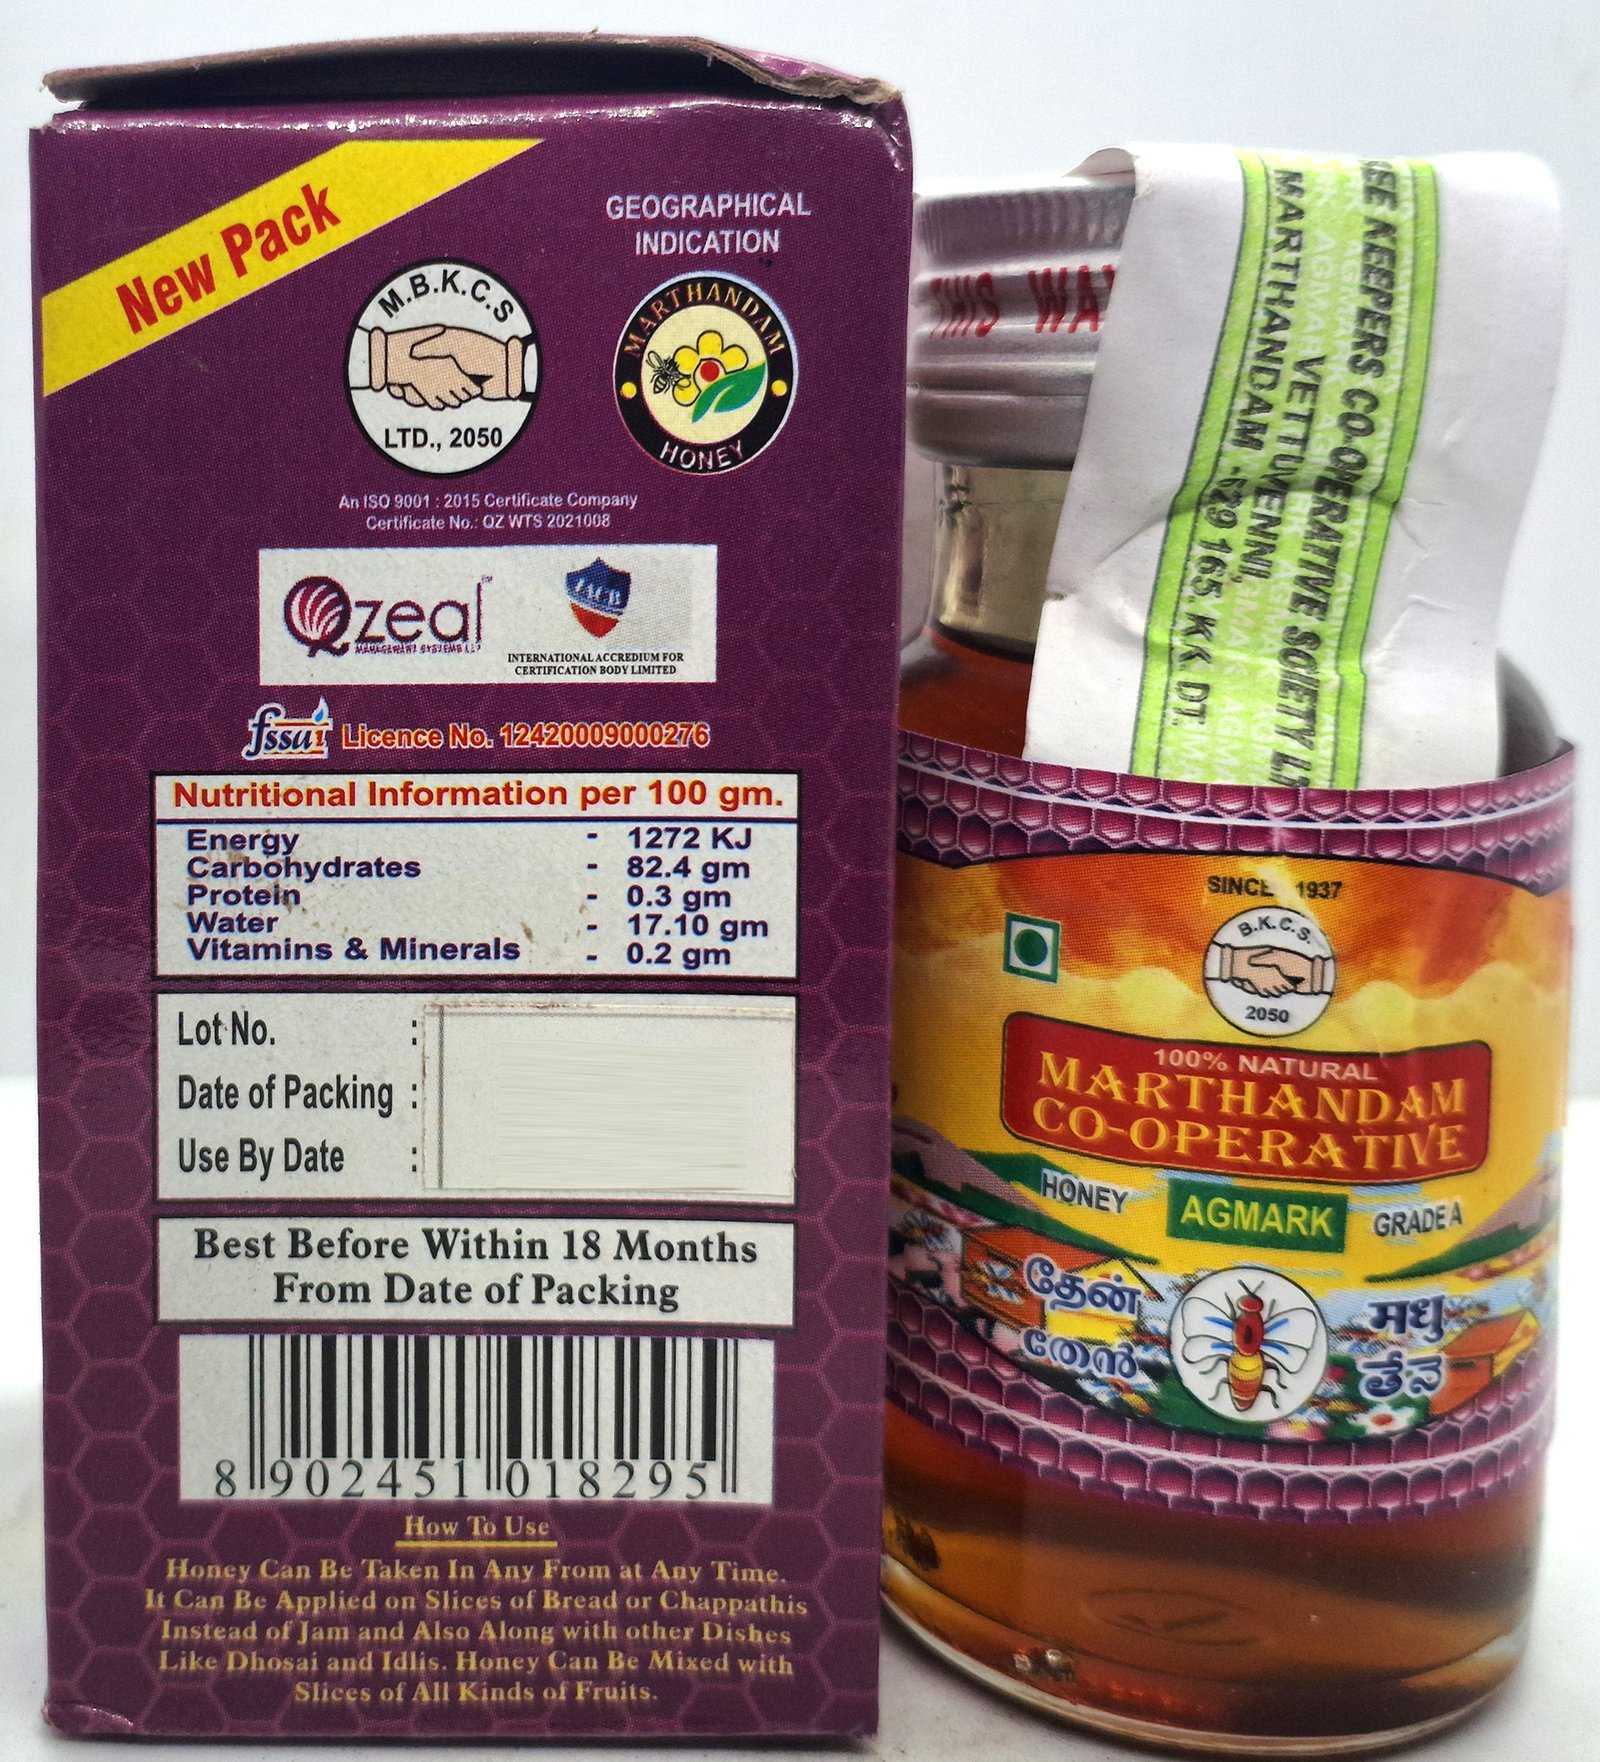 New Pack
GEOGRAPHICAL
INDICATION
M.B.K.C.S
LTD., 2050
MARTHANDAM
HONEY
An ISO 9001 : 2015 Certificate Company
Certificate No.: QZ WTS 2021008
Qzeal
INTERNATIONAL ACCREDIUM FOR
CERTIFICATION BODY LIMITED
fssai Licence No. 12420009000276
Nutritional Information per 100 gm.
Energy - 1272 KJ
Carbohydrates - 82.4 gm
Protein - 0.3 gm
Water - 17.10 gm
Vitamins & Minerals - 0.2 gm
Lot No. :
Date of Packing :
Use By Date :
Best Before Within 18 Months
From Date of Packing
8 902451 018295
How To Use
Honey Can Be Taken In Any From at Any Time.
It Can Be Applied on Slices of Bread or Chappathis
Instead of Jam and Also Along with other Dishes
Like Dhosai and Idlis. Honey Can Be Mixed with
Slices of All Kinds of Fruits.
THIS WA
BEE KEEPERS CO-OPERATIVE SOCIETY
VETTUVENNI,
MARTHANDAM -629 165. K K DT.,
SINCE 1937
B.K.C.S.
2050
100% NATURAL
MARTHANDAM
CO-OPERATIVE
HONEY AGMARK GRADE A
தேன்
തേൻ
मधु
తేనె